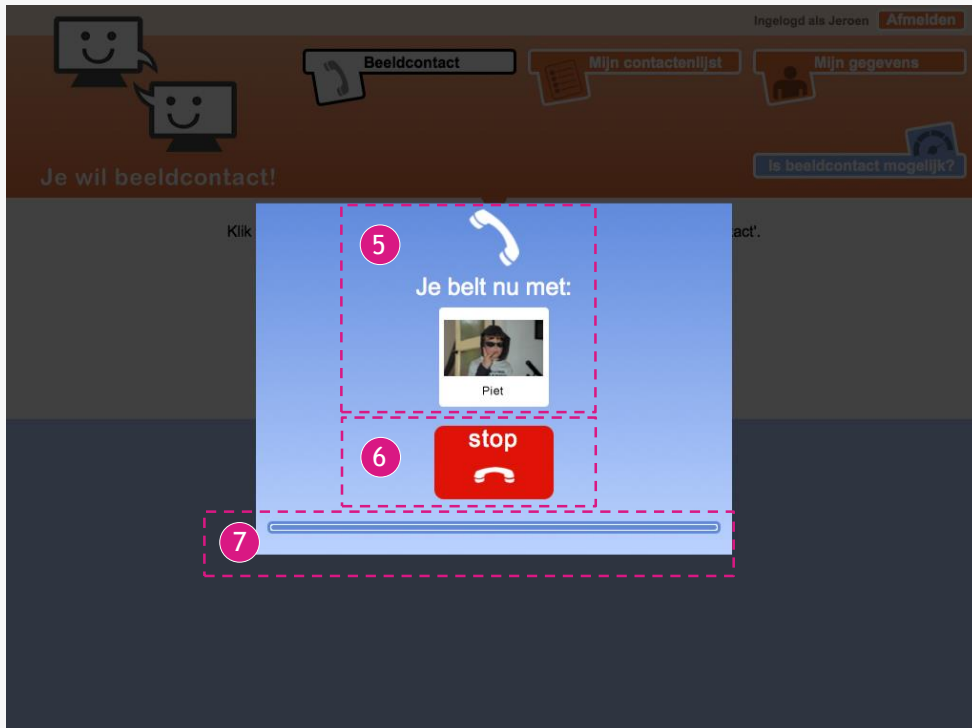 Ingelogd als Jeroen Afmelden
Beeldcontact Mijn contactenlijst Mijn gegevens
Is beeldcontact mogelijk?
Je wil beeldcontact!
Klik act'.
5
Je belt nu met:
Piet
6
stop
7